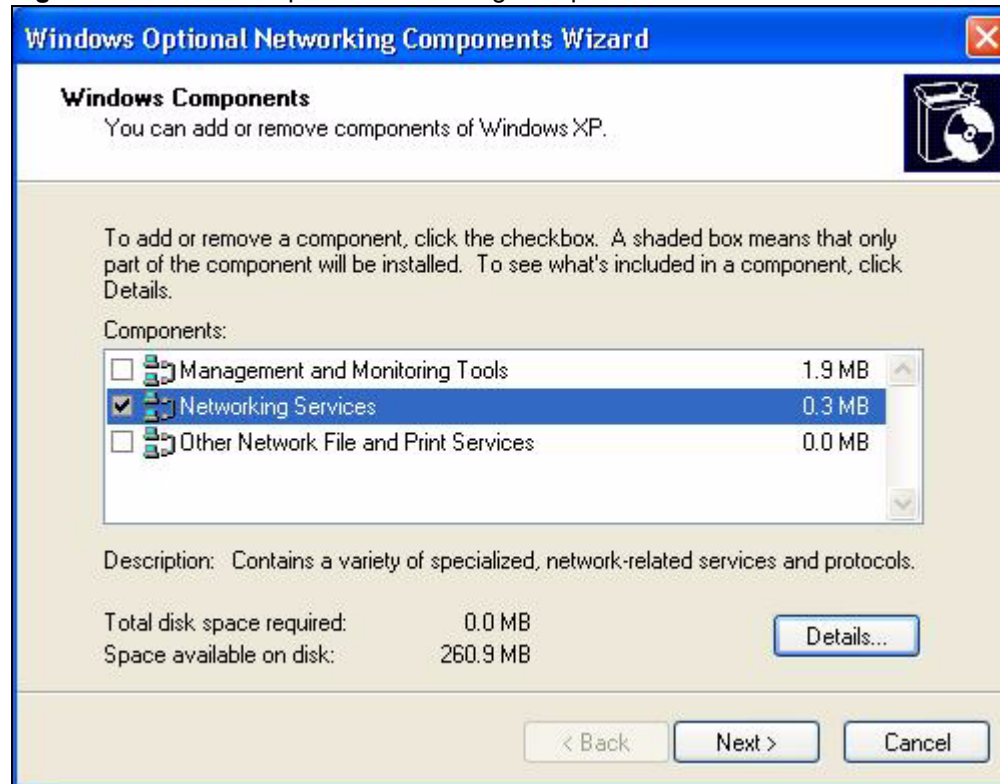 Windows Optional Networking Components Wizard
Windows Components
You can add or remove components of Windows XP.
To add or remove a component, click the checkbox. A shaded box means that only
part of the component will be installed. To see what's included in a component, click
Details.
Components:
Management and Monitoring Tools 1.9 MB
Networking Services 0.3 MB
Other Network File and Print Services 0.0 MB
Description: Contains a variety of specialized, network-related services and protocols.
Total disk space required: 0.0 MB
Space available on disk: 260.9 MB
Details...
< Back Next > Cancel